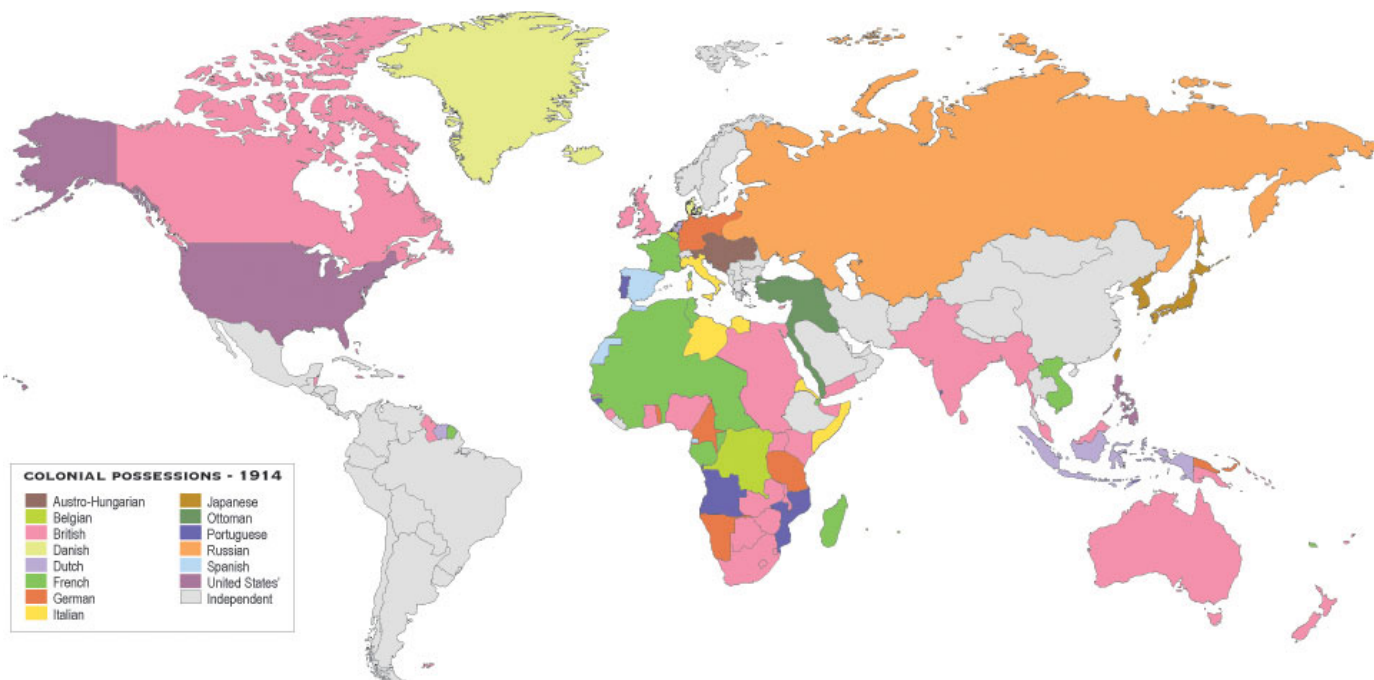 COLONIAL POSSESSIONS - 1914
Austro-Hungarian
Belgian
British
Danish
Dutch
French
German
Italian
Japanese
Ottoman
Portuguese
Russian
Spanish
United States'
Independent